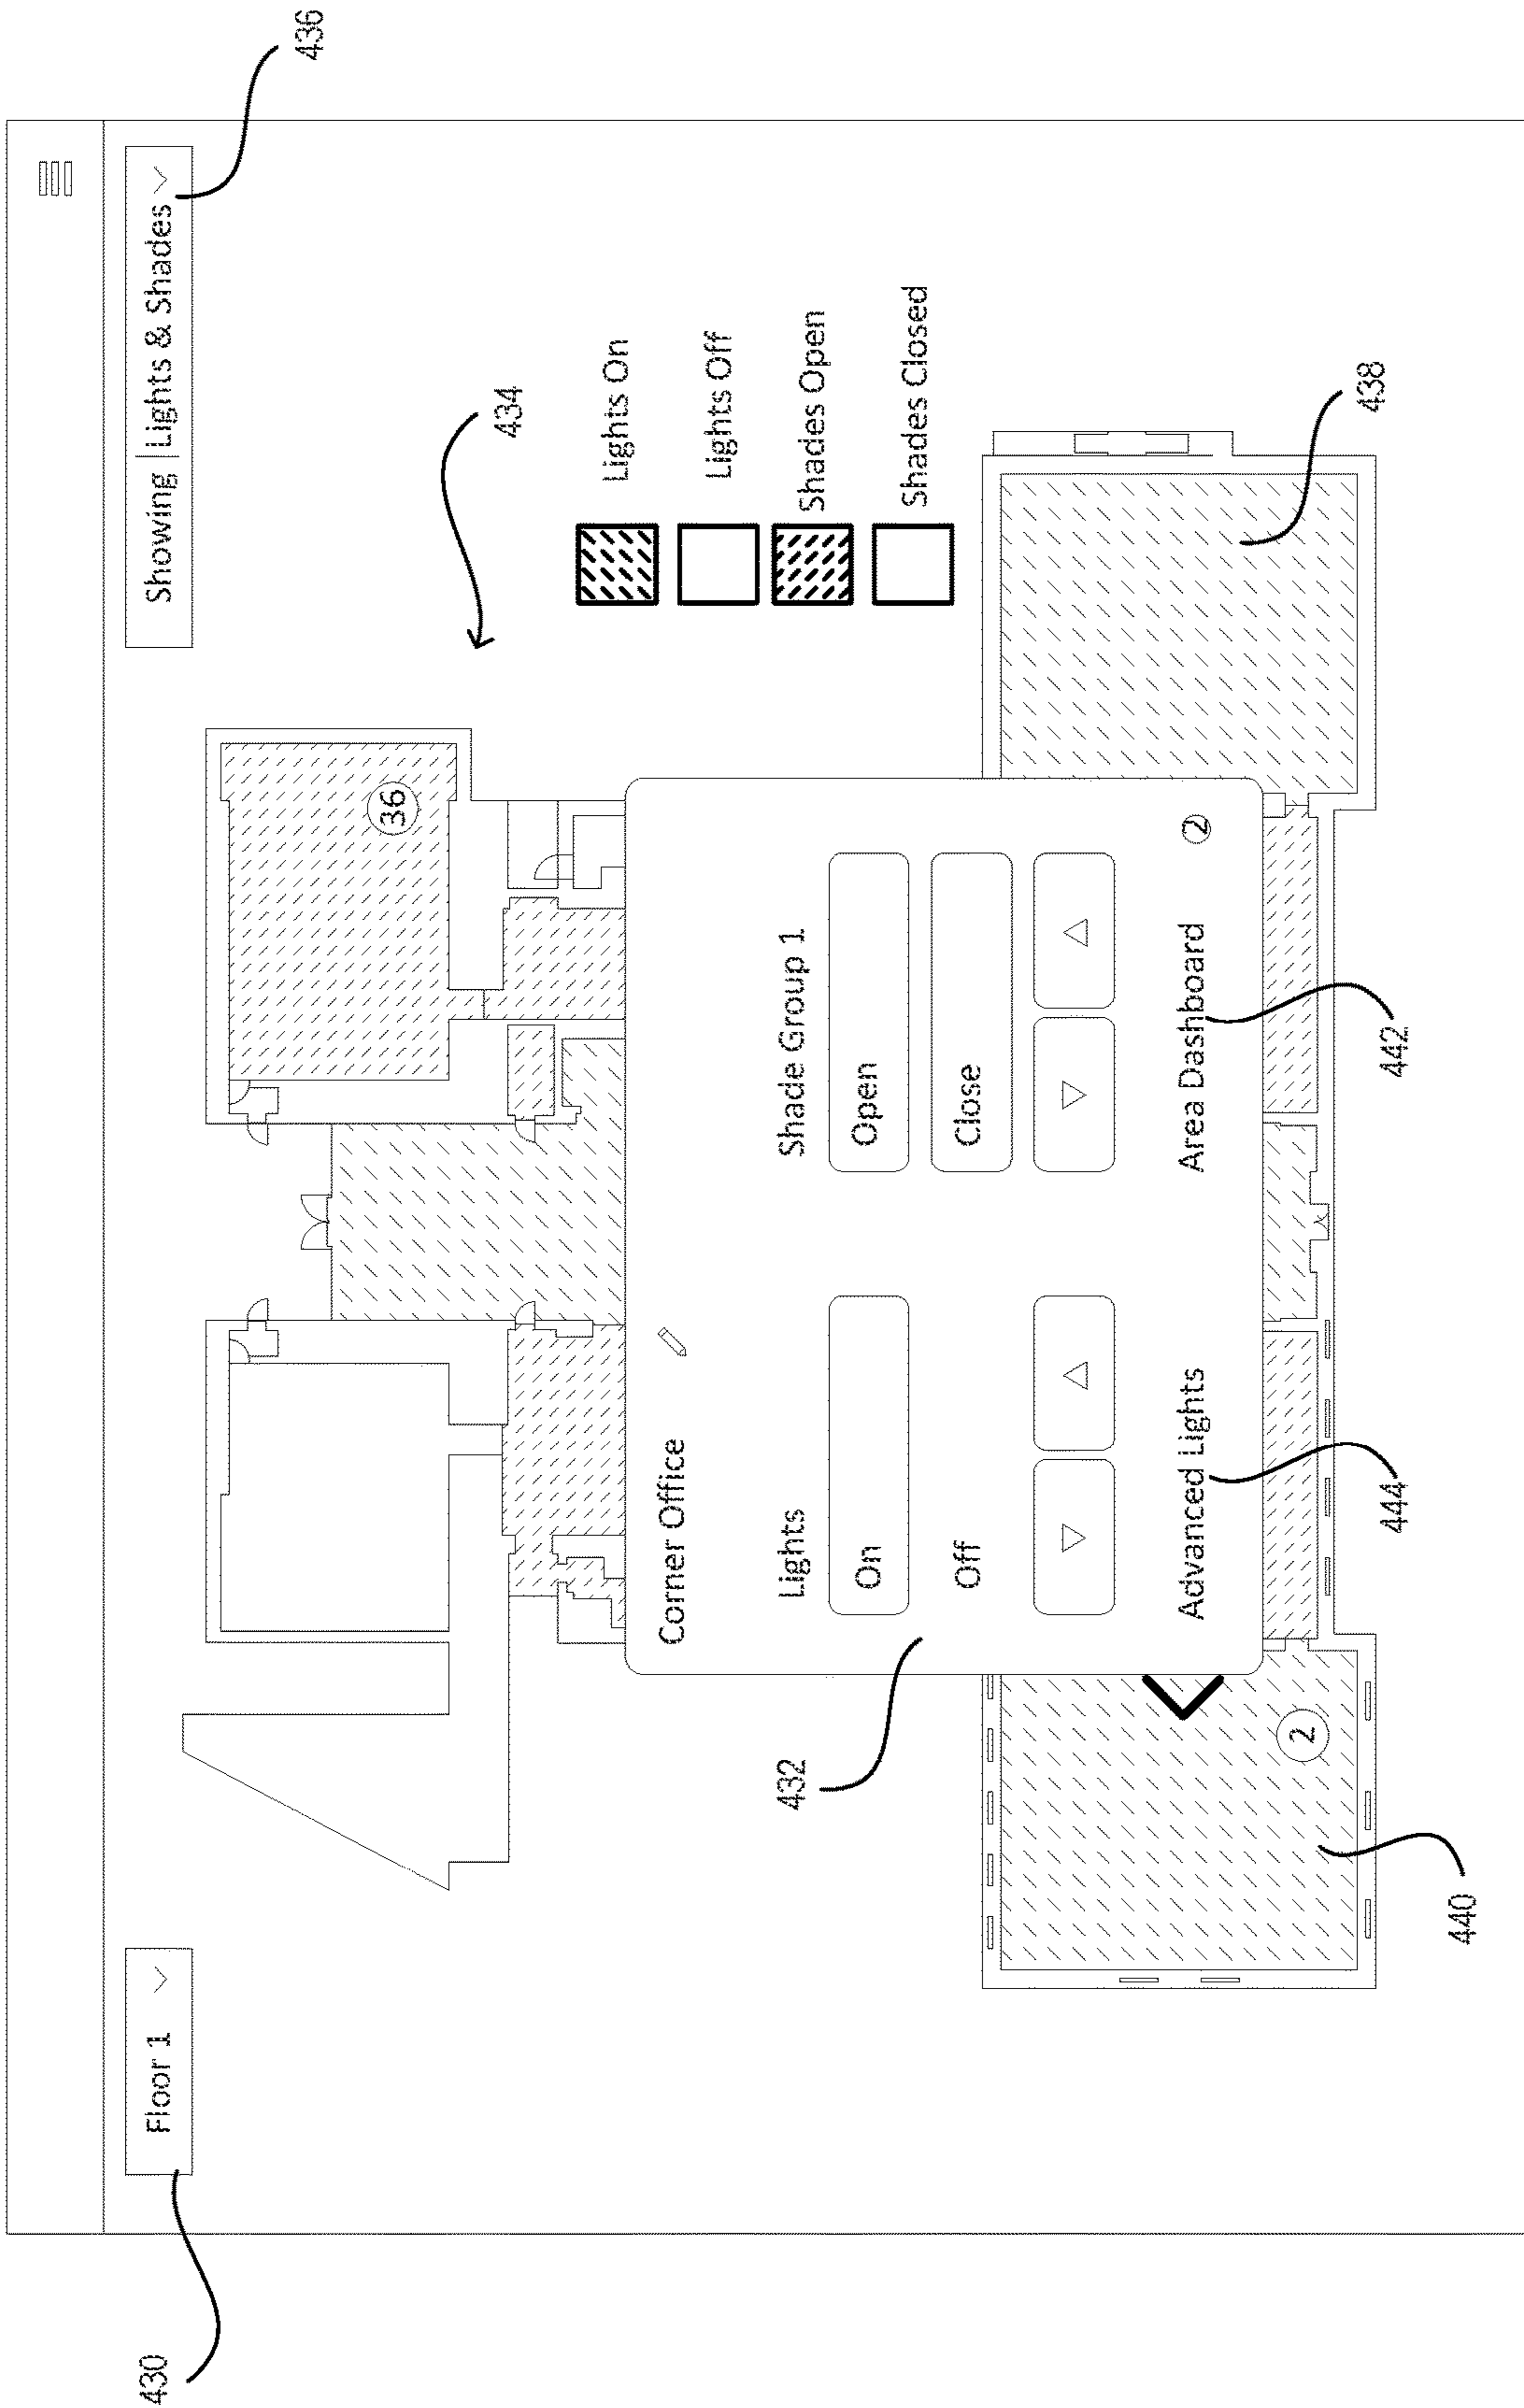 430
Floor 1
Showing | Lights & Shades
436
36
434
Lights On
Lights Off
Shades Open
Shades Closed
432
Corner Office
Lights
Shade Group 1
On
Open
Off
Close
Advanced Lights
Area Dashboard
2
2
440
444
442
438